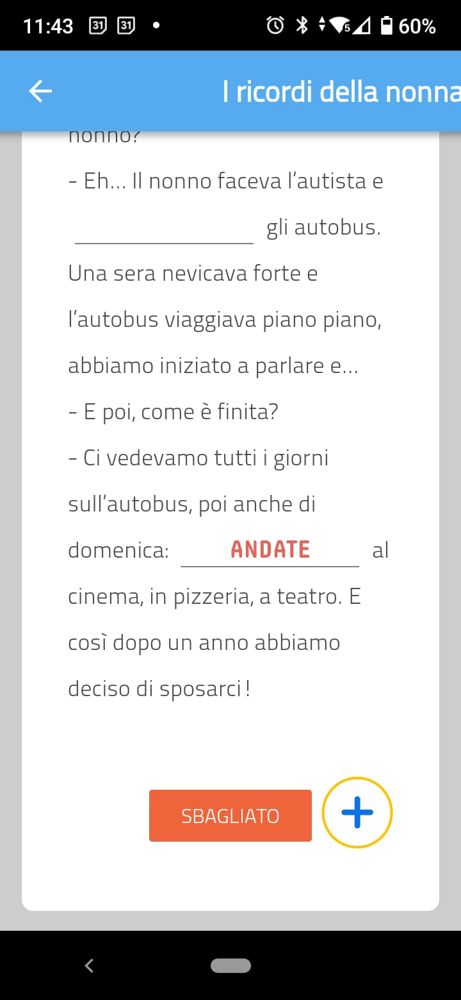 11:43 31 31 5 60%
I ricordi della nonna
nonno?
- Eh... Il nonno faceva l'autista e
gli autobus.
Una sera nevicava forte e
l'autobus viaggiava piano piano,
abbiamo iniziato a parlare e...
- E poi, come è finita?
- Ci vedevamo tutti i giorni
sull'autobus, poi anche di
domenica: ANDATE al
cinema, in pizzeria, a teatro. E
così dopo un anno abbiamo
deciso di sposarci!
SBAGLIATO